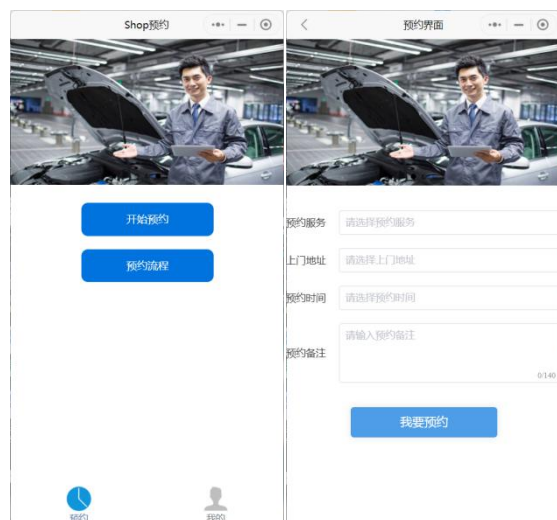 Shop预约
开始预约
预约流程
预约
我的
预约界面
预约服务 请选择预约服务
上门地址 请选择上门地址
预约时间 请选择预约时间
预约备注 请输入预约备注
0/140
我要预约